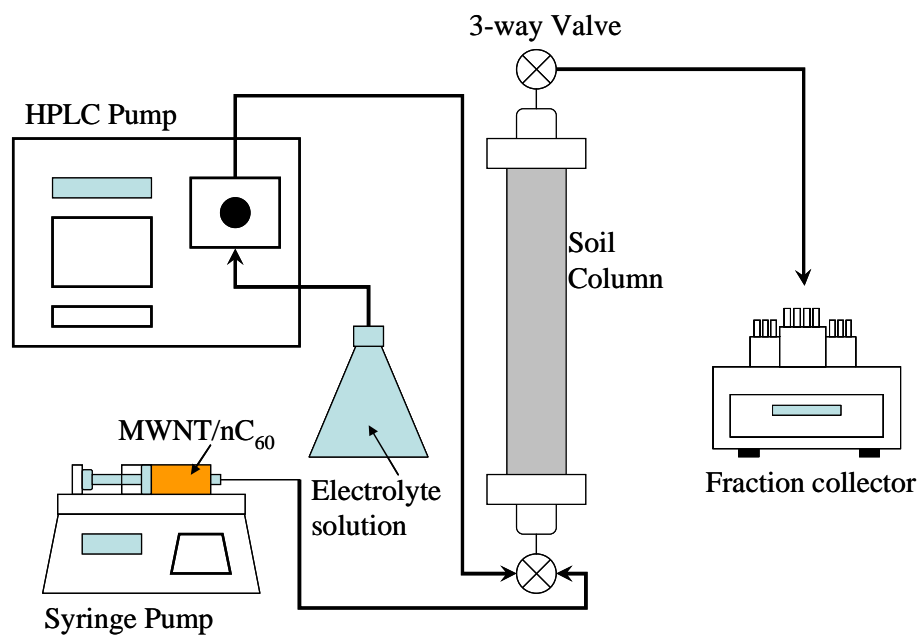 3-way Valve
HPLC Pump
Soil
Column
MWNT/nC₆₀
Electrolyte
solution
Fraction collector
Syringe Pump